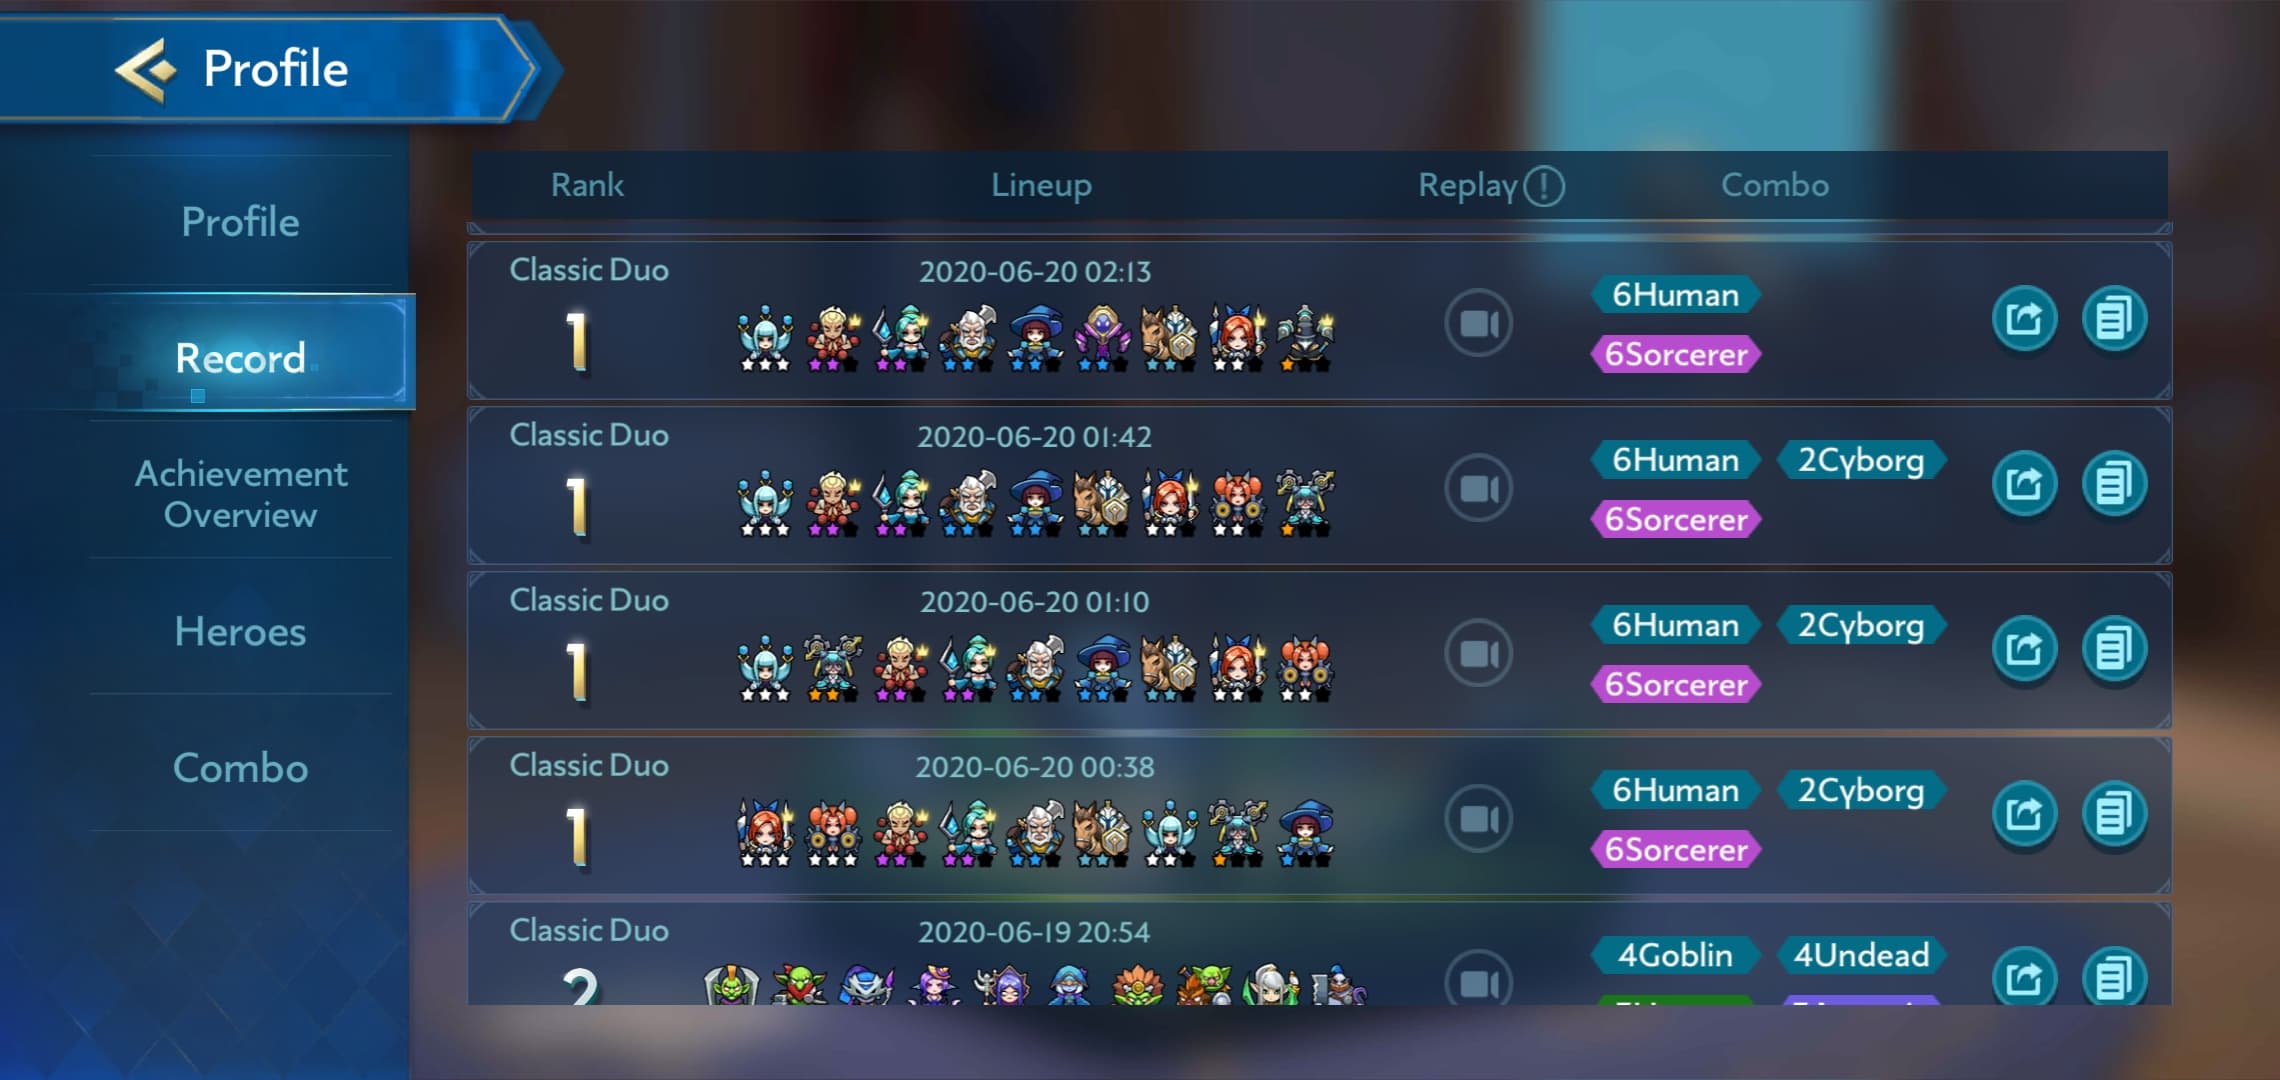 Profile
Profile
Record
Achievement
Overview
Heroes
Combo
Rank Lineup Replay Combo
Classic Duo 2020-06-20 02:13
1
6Human
6Sorcerer
Classic Duo 2020-06-20 01:42
1
6Human 2Cyborg
6Sorcerer
Classic Duo 2020-06-20 01:10
1
6Human 2Cyborg
6Sorcerer
Classic Duo 2020-06-20 00:38
1
6Human 2Cyborg
6Sorcerer
Classic Duo 2020-06-19 20:54
2
4Goblin 4Undead